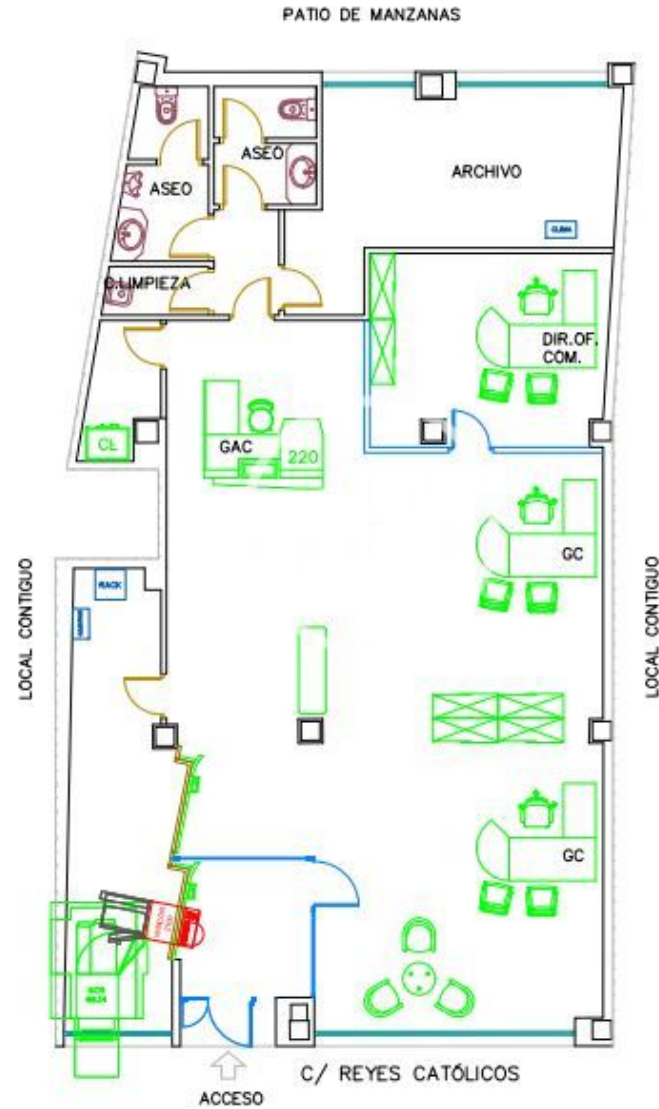 PATIO DE MANZANAS
ASEO
ASEO
ARCHIVO
CLIMA
C.LIMPIEZA
DIR.OF.
COM.
GAC
220
CL
GC
RACK
LOCAL CONTIGUO
LOCAL CONTIGUO
GC
C/ REYES CATÓLICOS
ACCESO